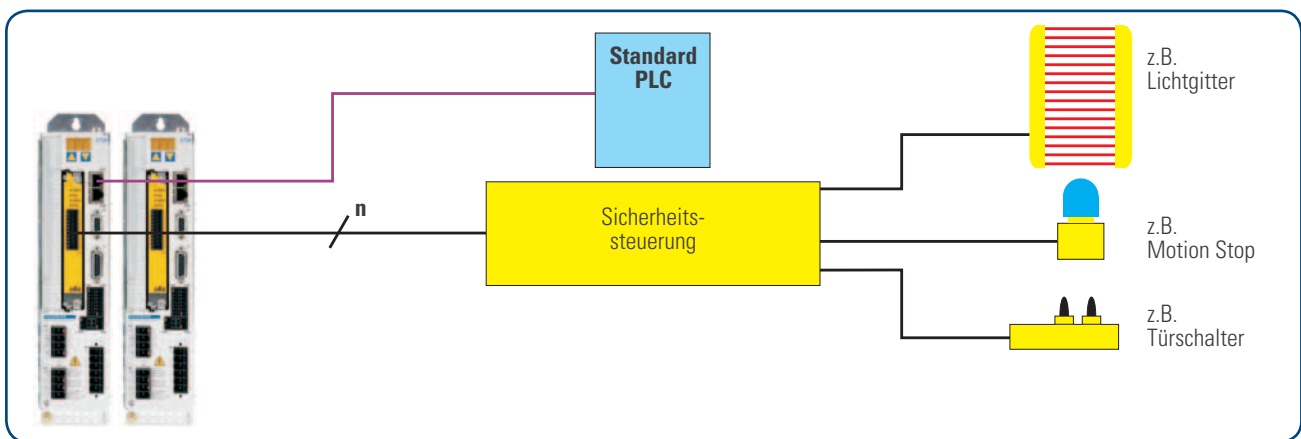 Standard
PLC
z.B.
Lichtgitter
n
Sicherheits-
steuerung
z.B.
Motion Stop
z.B.
Türschalter